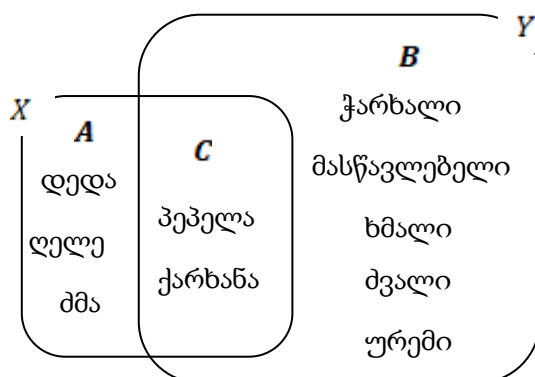 X
Y
A
დედა
ღელე
ძმა
C
პეპელა
ქარხანა
B
ჭარხალი
მასწავლებელი
ხმალი
ძვალი
ურემი